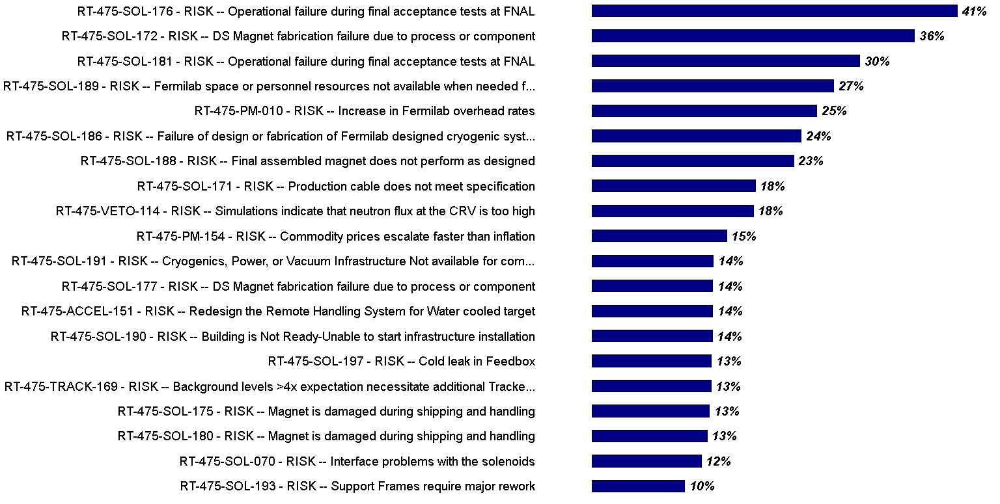 RT-475-SOL-176 - RISK -- Operational failure during final acceptance tests at FNAL 41%
RT-475-SOL-172 - RISK -- DS Magnet fabrication failure due to process or component 36%
RT-475-SOL-181 - RISK -- Operational failure during final acceptance tests at FNAL 30%
RT-475-SOL-189 - RISK -- Fermilab space or personnel resources not available when needed f... 27%
RT-475-PM-010 - RISK -- Increase in Fermilab overhead rates 25%
RT-475-SOL-186 - RISK -- Failure of design or fabrication of Fermilab designed cryogenic syst... 24%
RT-475-SOL-188 - RISK -- Final assembled magnet does not perform as designed 23%
RT-475-SOL-171 - RISK -- Production cable does not meet specification 18%
RT-475-VETO-114 - RISK -- Simulations indicate that neutron flux at the CRV is too high 18%
RT-475-PM-154 - RISK -- Commodity prices escalate faster than inflation 15%
RT-475-SOL-191 - RISK -- Cryogenics, Power, or Vacuum Infrastructure Not available for com... 14%
RT-475-SOL-177 - RISK -- DS Magnet fabrication failure due to process or component 14%
RT-475-ACCEL-151 - RISK -- Redesign the Remote Handling System for Water cooled target 14%
RT-475-SOL-190 - RISK -- Building is Not Ready-Unable to start infrastructure installation 14%
RT-475-SOL-197 - RISK -- Cold leak in Feedbox 13%
RT-475-TRACK-169 - RISK -- Background levels >4x expectation necessitate additional Tracke... 13%
RT-475-SOL-175 - RISK -- Magnet is damaged during shipping and handling 13%
RT-475-SOL-180 - RISK -- Magnet is damaged during shipping and handling 13%
RT-475-SOL-070 - RISK -- Interface problems with the solenoids 12%
RT-475-SOL-193 - RISK -- Support Frames require major rework 10%